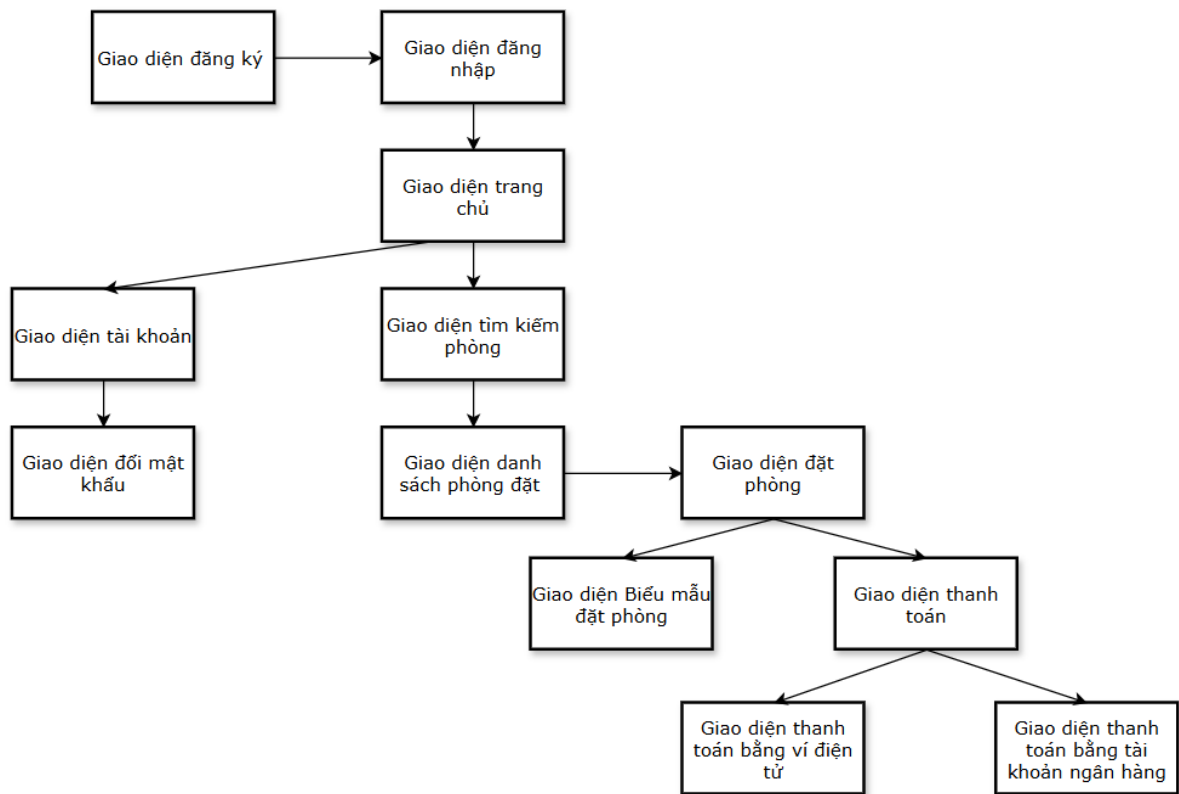 Giao diện đăng ký
Giao diện đăng
nhập
Giao diện trang
chủ
Giao diện tài khoản
Giao diện tìm kiếm
phòng
Giao diện đổi mật
khẩu
Giao diện danh
sách phòng đặt
Giao diện đặt
phòng
Giao diện Biểu mẫu
đặt phòng
Giao diện thanh
toán
Giao diện thanh
toán bằng ví điện
tử
Giao diện thanh
toán bằng tài
khoản ngân hàng